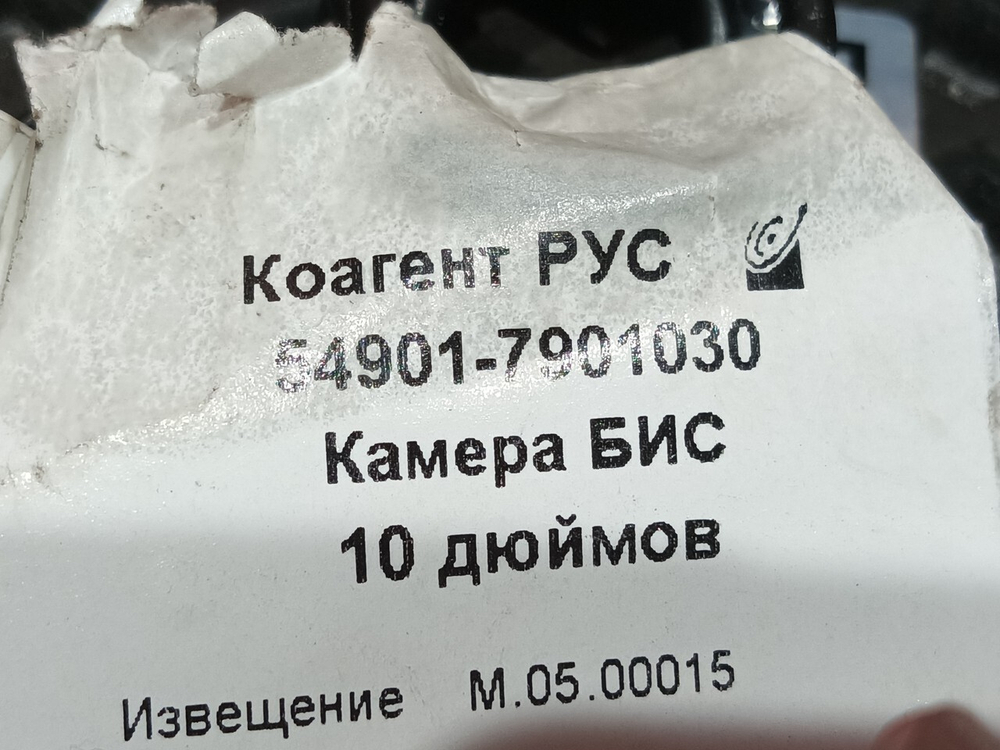 Коагент РУС
54901-7901030
Камера БИС
10 дюймов
Извещение М.05.00015